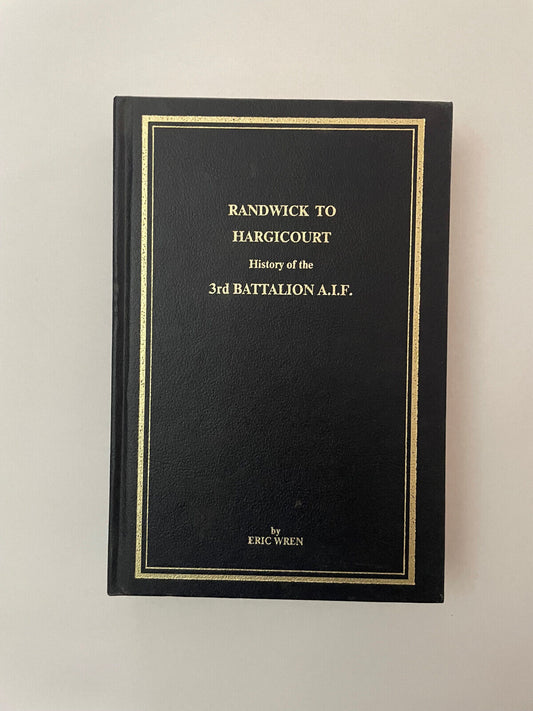 RANDWICK TO
HARGICOURT
History of the
3rd BATTALION A.I.F.
by
ERIC WREN